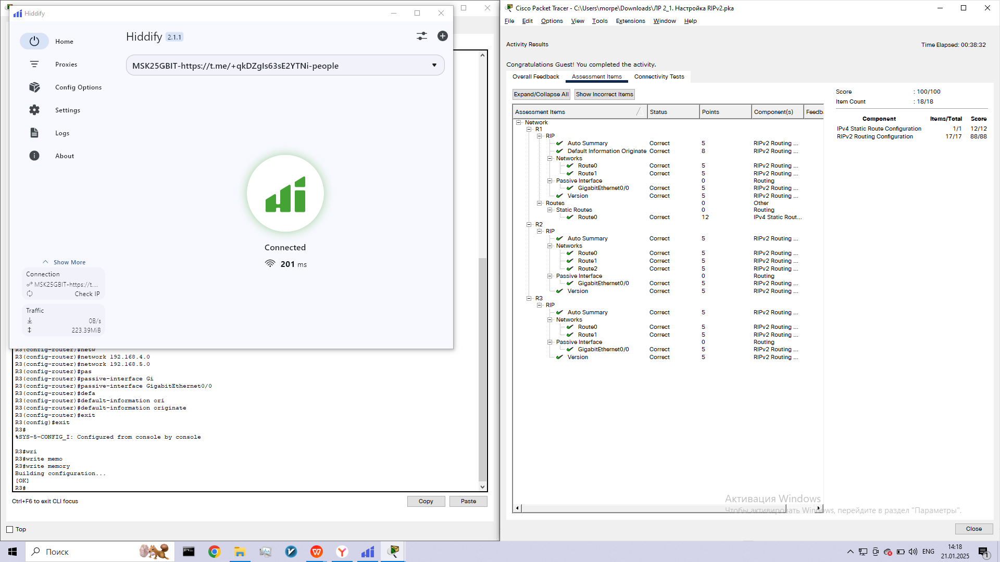 Hiddify
Home
Proxies
Config Options
Settings
Logs
About
Show More
Connection
MSK25GBIT-https://t....
Check IP
Traffic
0B/s
223.39MiB
Hiddify 2.1.1
MSK25GBIT-https://t.me/+qkDZgIs63sE2YTNi-people
Connected
201 ms
R3(config-router)#netw
R3(config-router)#network 192.168.4.0
R3(config-router)#network 192.168.5.0
R3(config-router)#pas
R3(config-router)#passive-interface Gi
R3(config-router)#passive-interface GigabitEthernet0/0
R3(config-router)#defa
R3(config-router)#default-information ori
R3(config-router)#default-information originate
R3(config-router)#exit
R3(config)#exit
R3#
%SYS-5-CONFIG_I: Configured from console by console
R3#wri
R3#write memo
R3#write memory
Building configuration...
[OK]
R3#
Ctrl+F6 to exit CLI focus
Copy
Paste
Top
Cisco Packet Tracer - C:\Users\morpe\Downloads\ЛР 2_1. Настройка RIPv2.pka
File Edit Options View Tools Extensions Window Help
Activity Results
Time Elapsed: 00:38:32
Congratulations Guest! You completed the activity.
Overall Feedback Assessment Items Connectivity Tests
Expand/Collapse All Show Incorrect Items
Assessment Items Status Points Component(s) Feedb
Network
R1
RIP
Auto Summary Correct 5 RIPv2 Routing ...
Default Information Originate Correct 8 RIPv2 Routing ...
Networks
Route0 Correct 5 RIPv2 Routing ...
Route1 Correct 5 RIPv2 Routing ...
Passive Interface 0 Routing
GigabitEthernet0/0 Correct 5 RIPv2 Routing ...
Version Correct 5 RIPv2 Routing ...
Routes 0 Other
Static Routes 0 Routing
Route0 Correct 12 IPv4 Static Rout...
R2
RIP
Auto Summary Correct 5 RIPv2 Routing ...
Networks
Route0 Correct 5 RIPv2 Routing ...
Route1 Correct 5 RIPv2 Routing ...
Route2 Correct 5 RIPv2 Routing ...
Passive Interface 0 Routing
GigabitEthernet0/0 Correct 5 RIPv2 Routing ...
Version Correct 5 RIPv2 Routing ...
R3
RIP
Auto Summary Correct 5 RIPv2 Routing ...
Networks
Route0 Correct 5 RIPv2 Routing ...
Route1 Correct 5 RIPv2 Routing ...
Passive Interface 0 Routing
GigabitEthernet0/0 Correct 5 RIPv2 Routing ...
Version Correct 5 RIPv2 Routing ...
Score : 100/100
Item Count : 18/18
Component Items/Total Score
IPv4 Static Route Configuration 1/1 12/12
RIPv2 Routing Configuration 17/17 88/88
Активация Windows
Чтобы активировать Windows, перейдите в раздел "Параметры".
Close
Поиск
ENG
14:18
21.01.2025
1